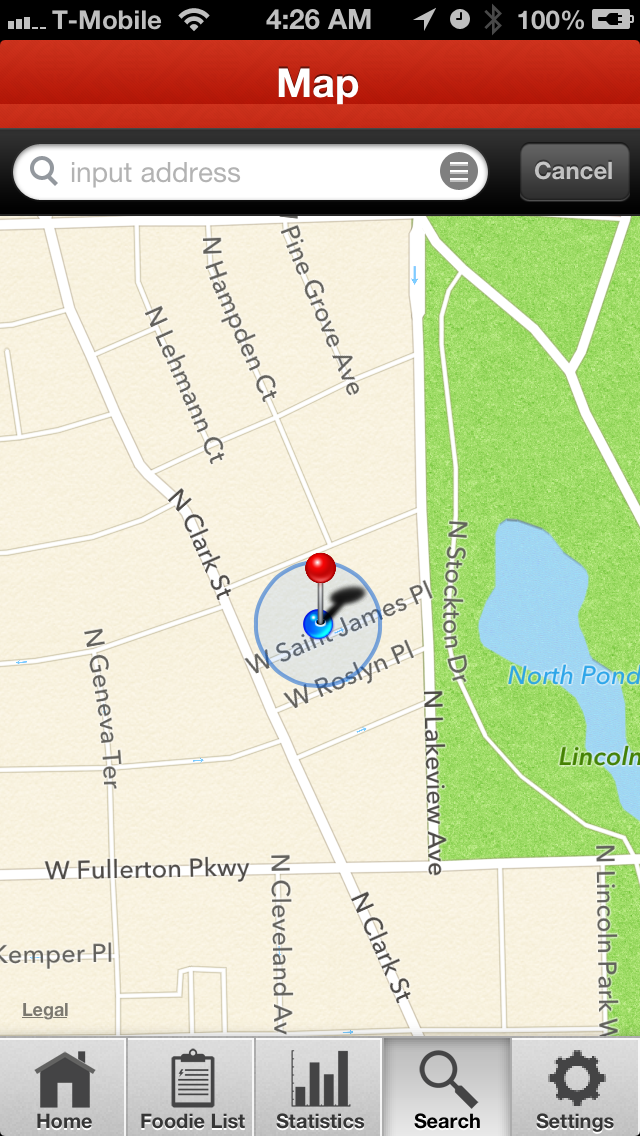 T-Mobile 4:26 AM 100%
Map
input address
Cancel
Pine Grove Ave
N Hampden Ct
N Lehmann Ct
N Clark St
N Stockton Dr
W Saint James Pl
W Roslyn Pl
N Geneva Ter
North Pond
N Lakeview Ave
Lincoln
W Fullerton Pkwy
N Cleveland Av
N Clark St
N Lincoln Park W
Kemper Pl
Legal
Home
Foodie List
Statistics
Search
Settings